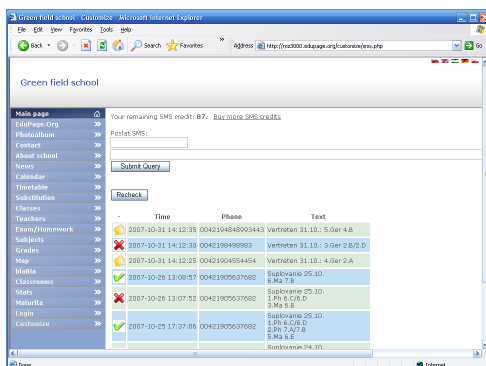 Green field school - Customize - Microsoft Internet Explorer
File Edit View Favorites Tools Help
Back Search Favorites » Address http://roz3000.edupage.org/customize/sms.php Go
Green field school
Main page
EduPage.Org
Photoalbum
Contact
About school
News
Calendar
Timetable
Substitution
Classes
Teachers
Exam/Homework
Subjects
Grades
Map
blaBla
Classrooms
Stats
Maturita
Login
Customize
Your remaining SMS credit: 87. Buy more SMS credits
Poslat SMS:
Submit Query
Recheck
- Time Phone Text
2007-10-31 14:12:35 0042194848993443 Vertreten 31.10.: 5.Ger 4.B
2007-10-31 14:12:30 0042198498983 Vertreten 31.10.: 3.Ger 2.B/2.D
2007-10-31 14:12:25 00421904554454 Vertreten 31.10.: 4.Ger 2.A
2007-10-26 13:08:57 00421905637682 Suplovanie 25.10.
6.Ma 7.B
2007-10-26 13:07:52 00421905637682 Suplovanie 25.10.
1.Ph 6.C/6.D
3.Ma 6.B
2007-10-25 17:37:06 00421905637682 Suplovanie 25.10.
1.Ph 6.C/6.D
2.Ph 7.A/7.B
5.Ma 6.E
Suplovanie 24.10.
Done Internet